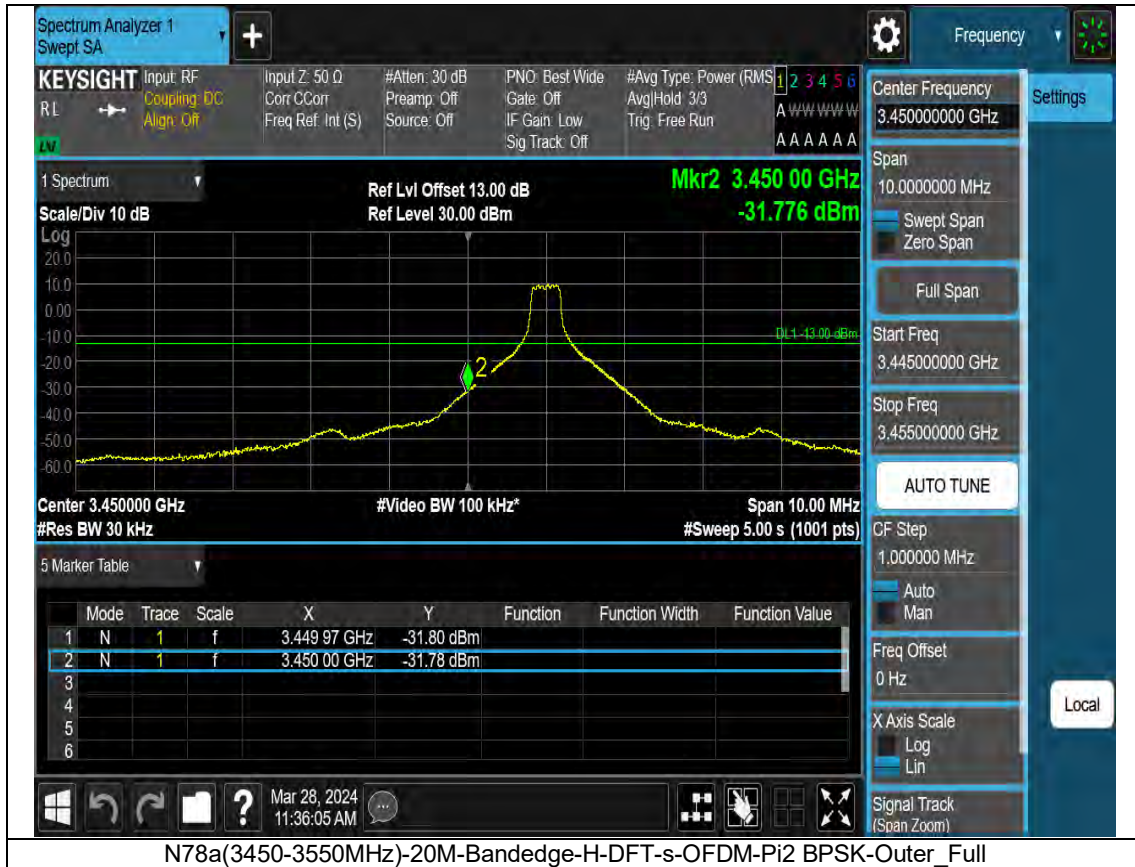 Spectrum Analyzer 1
Swept SA
+
Frequency
KEYSIGHT
RL
LXI
Input: RF
Coupling: DC
Align: Off
Input Z: 50 Ω
Corr CCorr
Freq Ref: Int (S)
#Atten: 30 dB
Preamp: Off
Source: Off
PNO: Best Wide
Gate: Off
IF Gain: Low
Sig Track: Off
#Avg Type: Power (RMS
Avg|Hold: 3/3
Trig: Free Run
1 2 3 4 5 6
A W W W W W
A A A A A A
Center Frequency
3.450000000 GHz
Settings
Span
10.0000000 MHz
Swept Span
Zero Span
Full Span
Start Freq
3.445000000 GHz
Stop Freq
3.455000000 GHz
AUTO TUNE
CF Step
1.000000 MHz
Auto
Man
Freq Offset
0 Hz
X Axis Scale
Log
Lin
Signal Track
(Span Zoom)
Local
1 Spectrum
Ref Lvl Offset 13.00 dB
Mkr2 3.450 00 GHz
Scale/Div 10 dB
Ref Level 30.00 dBm
-31.776 dBm
Log
20.0
10.0
0.00
-10.0
DL1 -13.00 dBm
-20.0
2
-30.0
-40.0
-50.0
-60.0
Center 3.450000 GHz
#Video BW 100 kHz*
Span 10.00 MHz
#Res BW 30 kHz
#Sweep 5.00 s (1001 pts)
5 Marker Table
Mode Trace Scale X Y Function Function Width Function Value
1 N 1 f 3.449 97 GHz -31.80 dBm
2 N 1 f 3.450 00 GHz -31.78 dBm
3
4
5
6
?
Mar 28, 2024
11:36:05 AM
N78a(3450-3550MHz)-20M-Bandedge-H-DFT-s-OFDM-Pi2 BPSK-Outer_Full